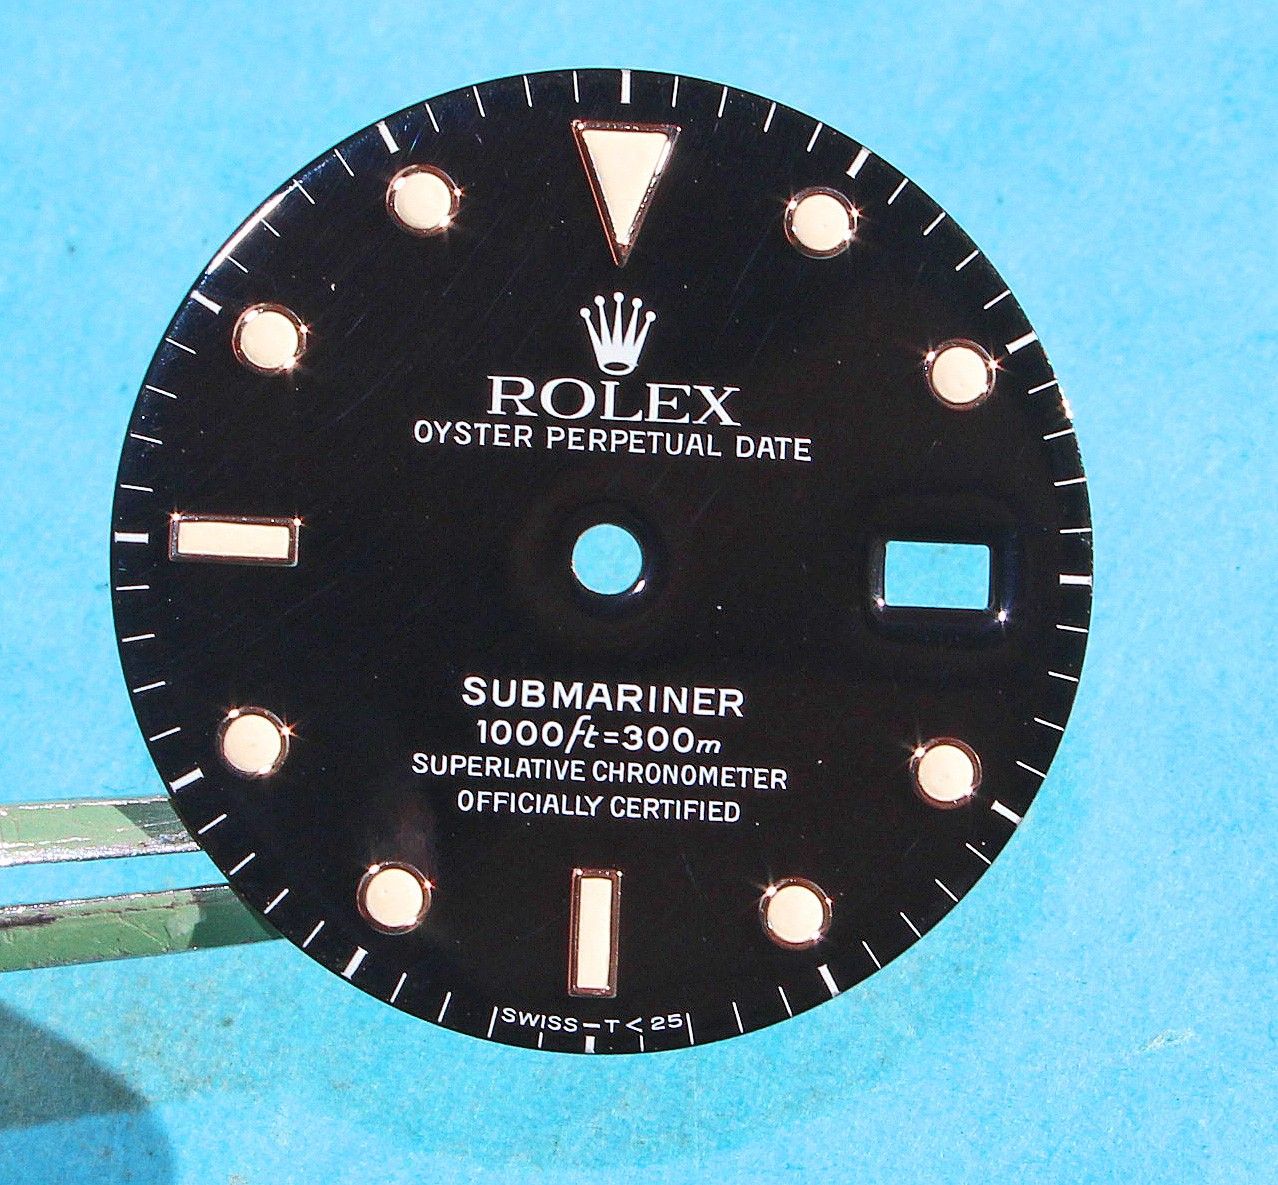 ROLEX
OYSTER PERPETUAL DATE
SUBMARINER
1000ft=300m
SUPERLATIVE CHRONOMETER
OFFICIALLY CERTIFIED
SWISS–T<25